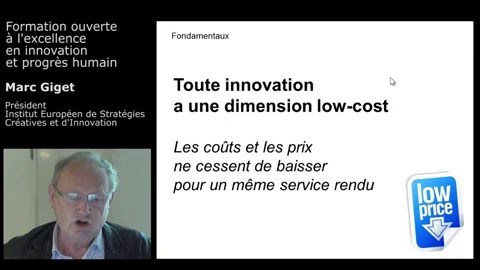 Formation ouverte
à l'excellence
en innovation
et progrès humain
Marc Giget
Président
Institut Européen de Stratégies
Créatives et d'Innovation
Fondamentaux
Toute innovation
a une dimension low-cost
Les coûts et les prix
ne cessent de baisser
pour un même service rendu
low
price